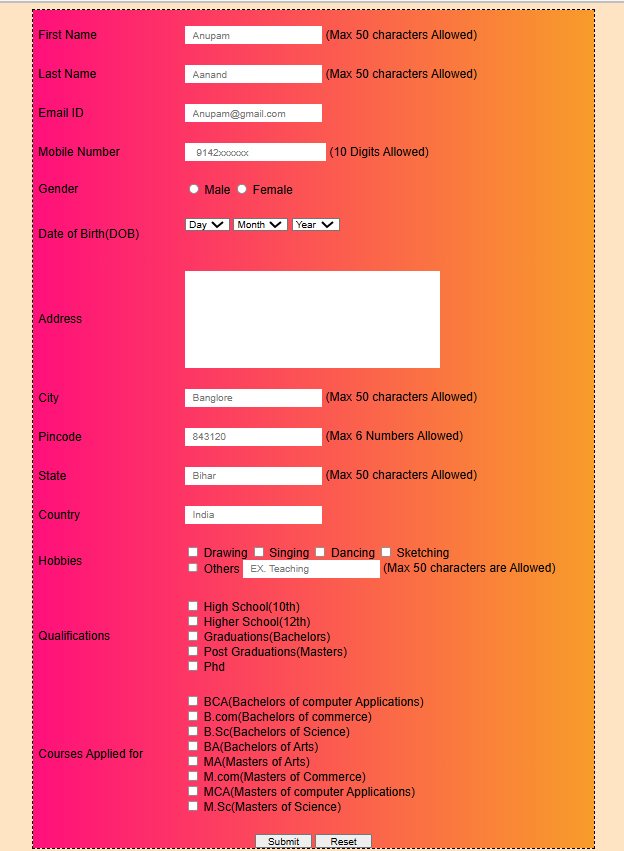 First Name Anupam (Max 50 characters Allowed)
Last Name Aanand (Max 50 characters Allowed)
Email ID Anupam@gmail.com
Mobile Number 9142xxxxxx (10 Digits Allowed)
Gender Male Female
Date of Birth(DOB) Day Month Year
Address
City Banglore (Max 50 characters Allowed)
Pincode 843120 (Max 6 Numbers Allowed)
State Bihar (Max 50 characters Allowed)
Country India
Hobbies
Drawing Singing Dancing Sketching
Others EX. Teaching (Max 50 characters are Allowed)
Qualifications
High School(10th)
Higher School(12th)
Graduations(Bachelors)
Post Graduations(Masters)
Phd
Courses Applied for
BCA(Bachelors of computer Applications)
B.com(Bachelors of commerce)
B.Sc(Bachelors of Science)
BA(Bachelors of Arts)
MA(Masters of Arts)
M.com(Masters of Commerce)
MCA(Masters of computer Applications)
M.Sc(Masters of Science)
Submit Reset